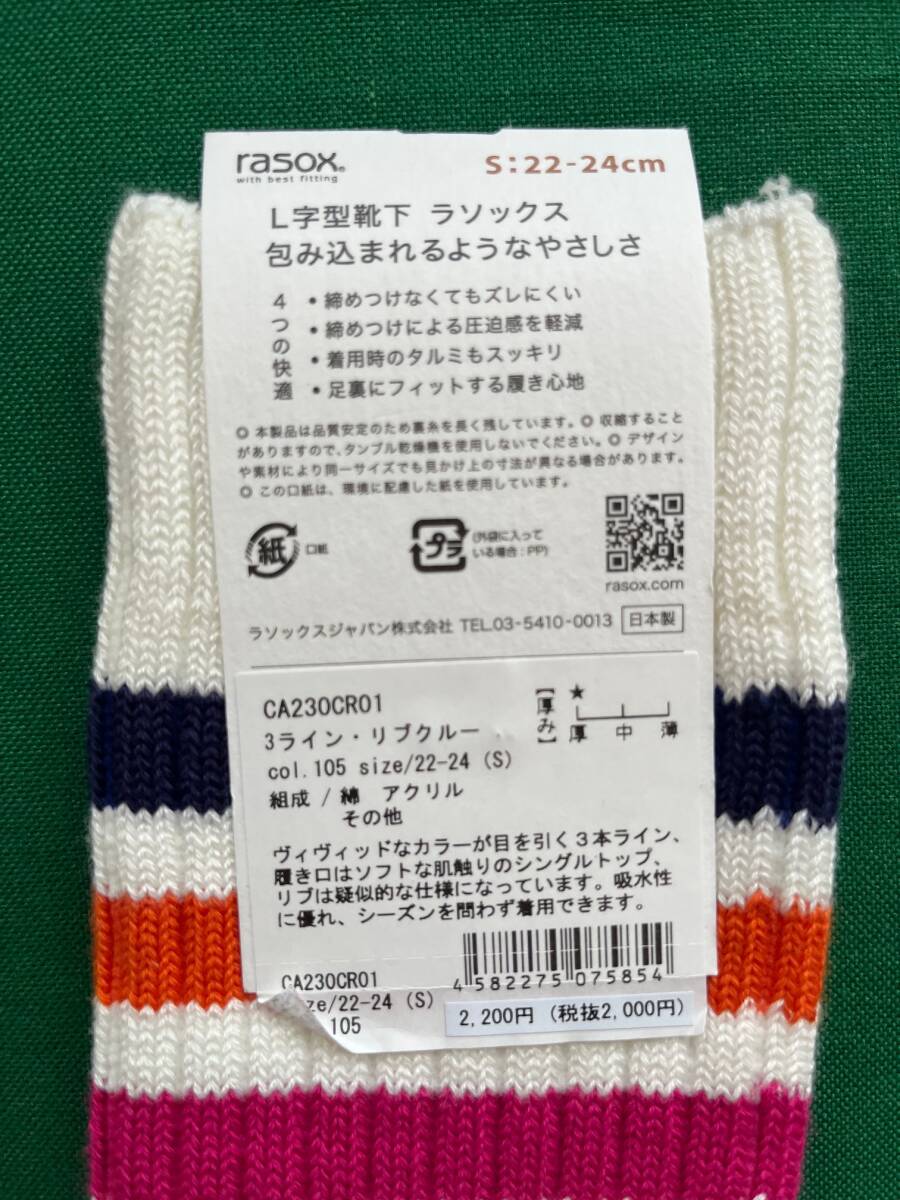 rasox®
with best fitting
S:22-24cm
L字型靴下 ラソックス
包み込まれるようなやさしさ
4つの快適
• 締めつけなくてもズレにくい
• 締めつけによる圧迫感を軽減
• 着用時のタルミもスッキリ
• 足裏にフィットする履き心地
◎ 本製品は品質安定のため裏糸を長く残しています。◎ 収縮すること
がありますので、タンブル乾燥機を使用しないでください。◎ デザイン
や素材により同一サイズでも見かけ上の寸法が異なる場合があります。
◎ この口紙は、環境に配慮した紙を使用しています。
紙 口紙
プラ (外袋に入って
いる場合:PP)
rasox.com
ラソックスジャパン株式会社 TEL.03-5410-0013 日本製
CA230CR01
3ライン・リブクルー
col.105 size/22-24 (S)
【厚み】
★
厚 中 薄
組成 / 綿 アクリル
その他
ヴィヴィッドなカラーが目を引く3本ライン、
履き口はソフトな肌触りのシングルトップ、
リブは疑似的な仕様になっています。吸水性
に優れ、シーズンを問わず着用できます。
4 582275 075854
CA230CR01
ze/22-24 (S)
105
2,200円 (税抜2,000円)